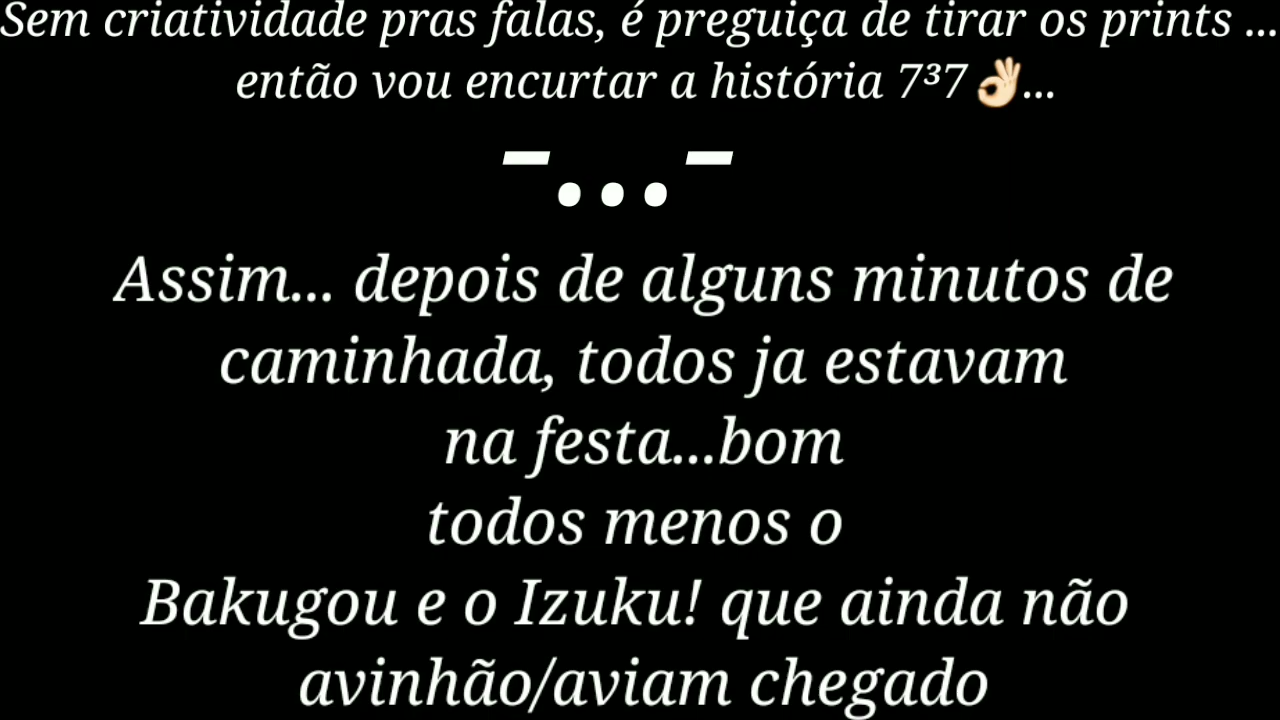 Sem criatividade pras falas, é preguiça de tirar os prints ...
então vou encurtar a história 7³7👌🏻...
–...–
Assim... depois de alguns minutos de
caminhada, todos ja estavam
na festa...bom
todos menos o
Bakugou e o Izuku! que ainda não
avinhão/aviam chegado